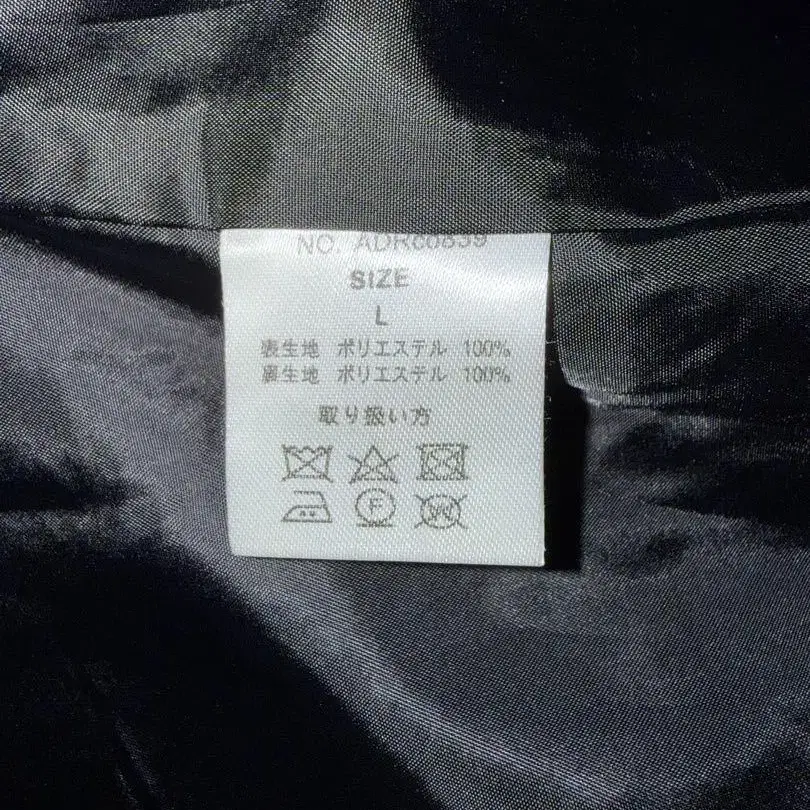 NO. ADRC0839
SIZE
L
表生地 ポリエステル 100%
裏生地 ポリエステル 100%
取り扱い方
F
W